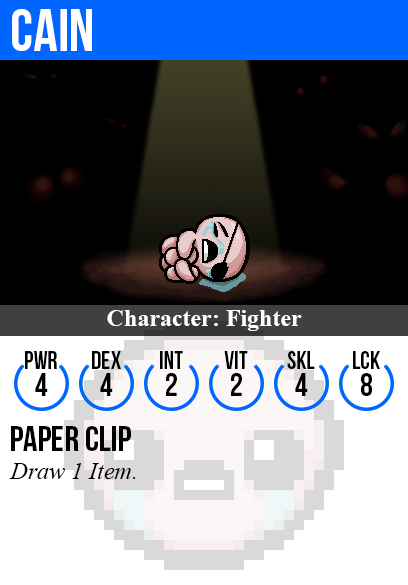 CAIN
Character: Fighter
PWR DEX INT VIT SKL LCK
4 4 2 2 4 8
PAPER CLIP
Draw 1 Item.